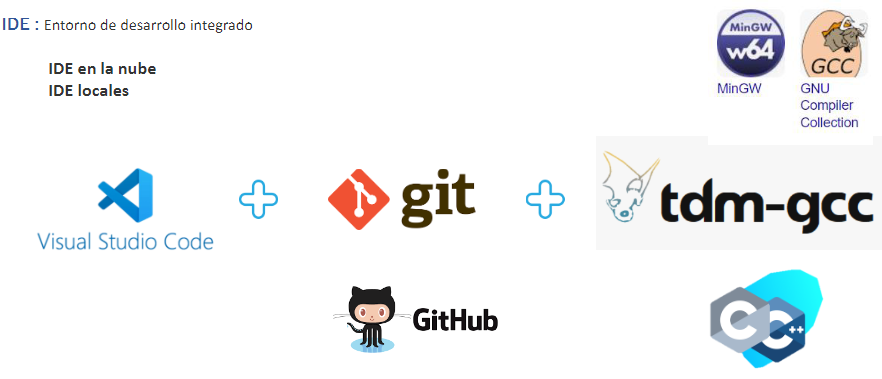 IDE : Entorno de desarrollo integrado
IDE en la nube
IDE locales
MinGW
w64
MinGW
GCC
GNU
Compiler
Collection
Visual Studio Code
git
tdm-gcc
GitHub
C
C++